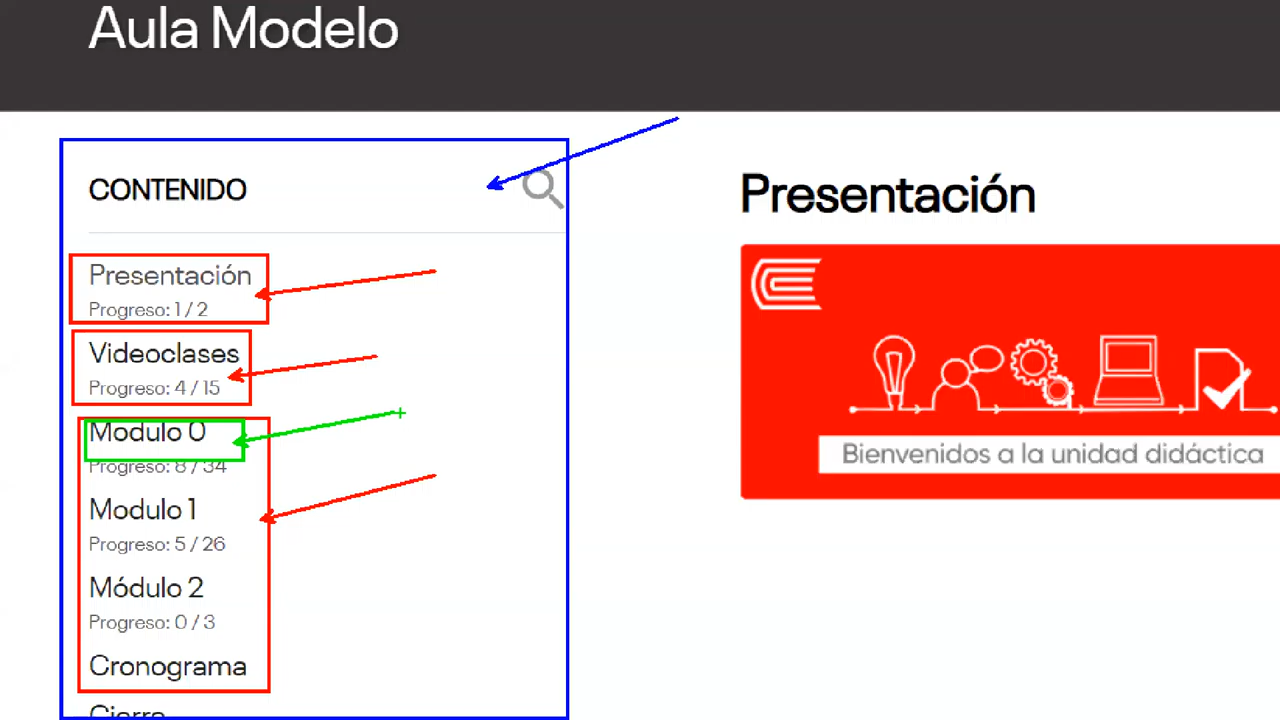 Aula Modelo
CONTENIDO
Presentación
Progreso: 1 / 2
Videoclases
Progreso: 4 / 15
Modulo 0
Progreso: 8 / 34
Modulo 1
Progreso: 5 / 26
Módulo 2
Progreso: 0 / 3
Cronograma
Cierre
Presentación
Bienvenidos a la unidad didáctica